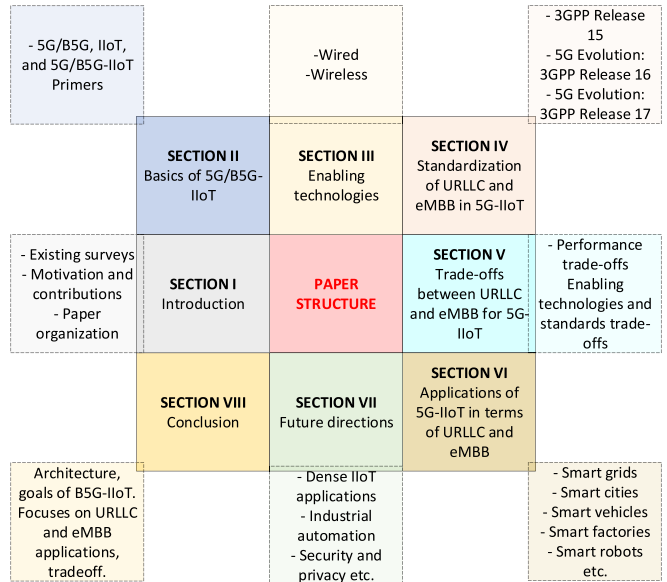 - 5G/B5G, IIoT,
and 5G/B5G-IIoT
Primers
-Wired
-Wireless
- 3GPP Release
15
- 5G Evolution:
3GPP Release 16
- 5G Evolution:
3GPP Release 17
SECTION II
Basics of 5G/B5G-
IIoT
SECTION III
Enabling
technologies
SECTION IV
Standardization
of URLLC and
eMBB in 5G-IIoT
- Existing surveys
- Motivation and
contributions
- Paper
organization
SECTION I
Introduction
PAPER
STRUCTURE
SECTION V
Trade-offs
between URLLC
and eMBB for 5G-
IIoT
- Performance
trade-offs
Enabling
technologies and
standards trade-
offs
SECTION VIII
Conclusion
SECTION VII
Future directions
SECTION VI
Applications of
5G-IIoT in terms
of URLLC and
eMBB
Architecture,
goals of B5G-IIoT.
Focuses on URLLC
and eMBB
applications,
tradeoff.
- Dense IIoT
applications
- Industrial
automation
- Security and
privacy etc.
- Smart grids
- Smart cities
- Smart vehicles
- Smart factories
- Smart robots
etc.